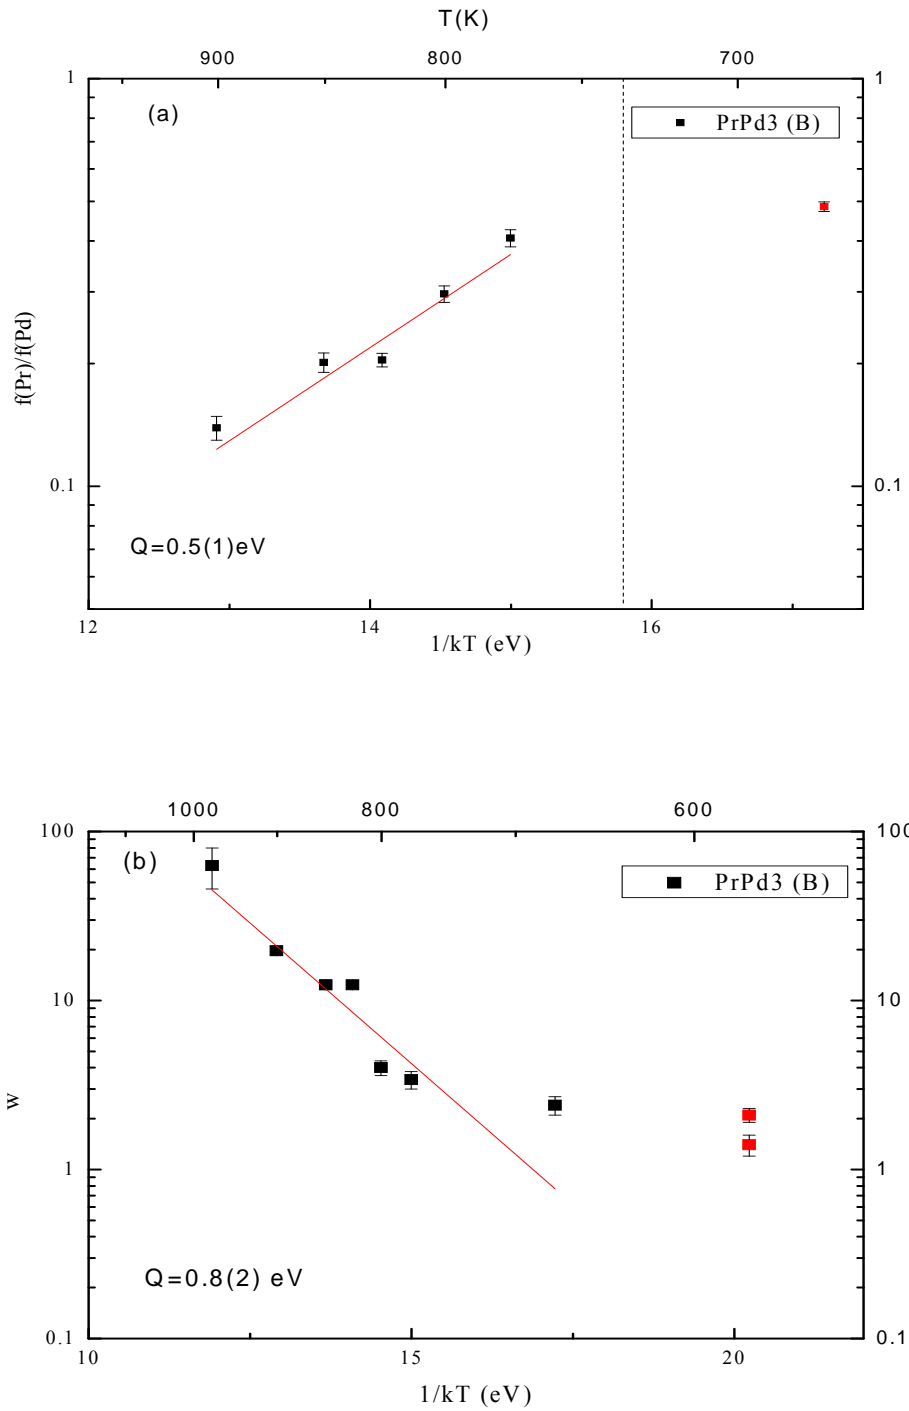 T(K)
900 800 700
1 1
(a)
PrPd3 (B)
f(Pr)/f(Pd)
0.1 0.1
Q=0.5(1)eV
12 14 16
1/kT (eV)
1000 800 600
100 100
(b)
PrPd3 (B)
10 10
w
1 1
Q=0.8(2) eV
0.1 0.1
10 15 20
1/kT (eV)